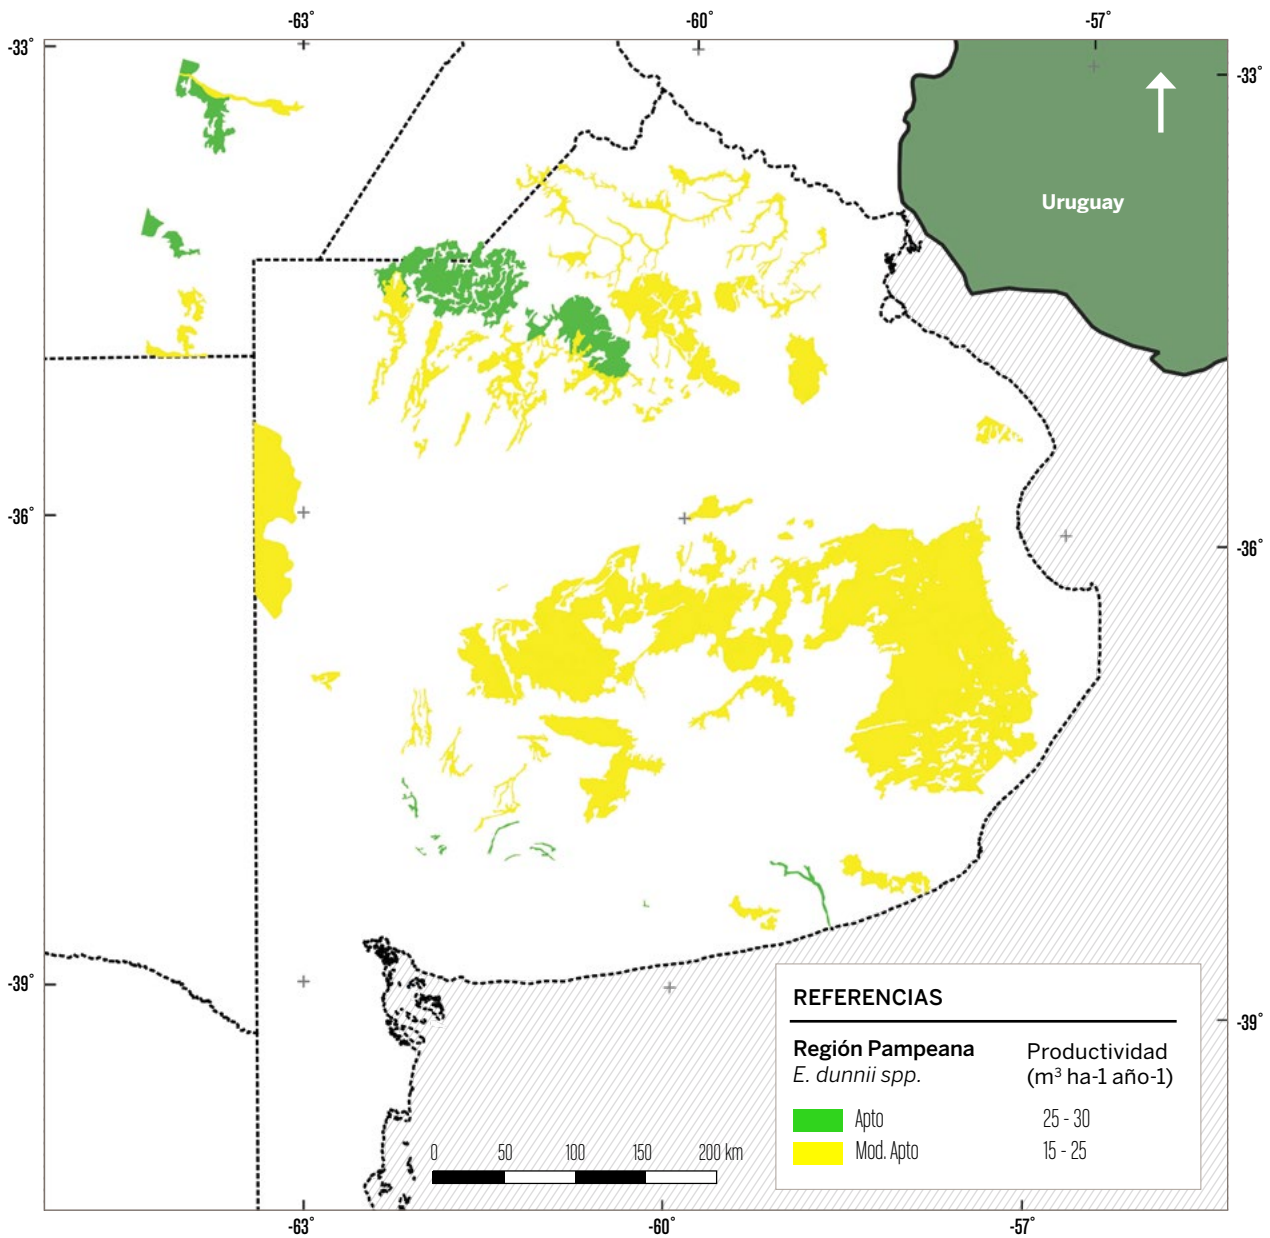 -63° -60° -57°
-33°
-33°
Uruguay
-36°
-36°
-39°
-39°
REFERENCIAS
Región Pampeana Productividad
E. dunnii spp. (m³ ha-1 año-1)
Apto 25 - 30
Mod. Apto 15 - 25
0 50 100 150 200 km
-63° -60° -57°